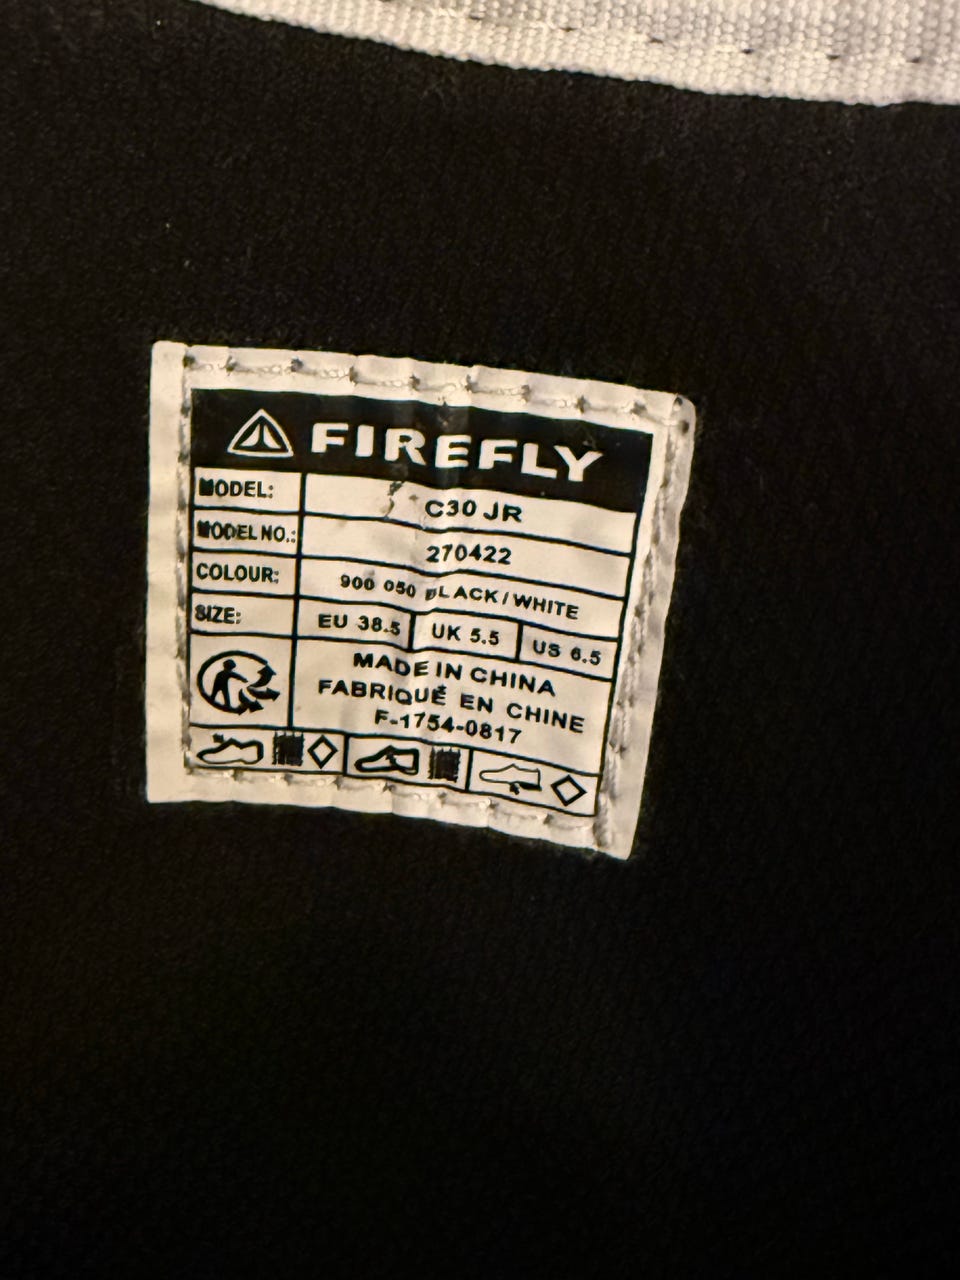 FIREFLY
MODEL: C30 JR
MODEL NO.: 270422
COLOUR: 900 050 BLACK/WHITE
SIZE: EU 38.5 UK 5.5 US 6.5
MADE IN CHINA
FABRIQUÉ EN CHINE
F-1754-0817